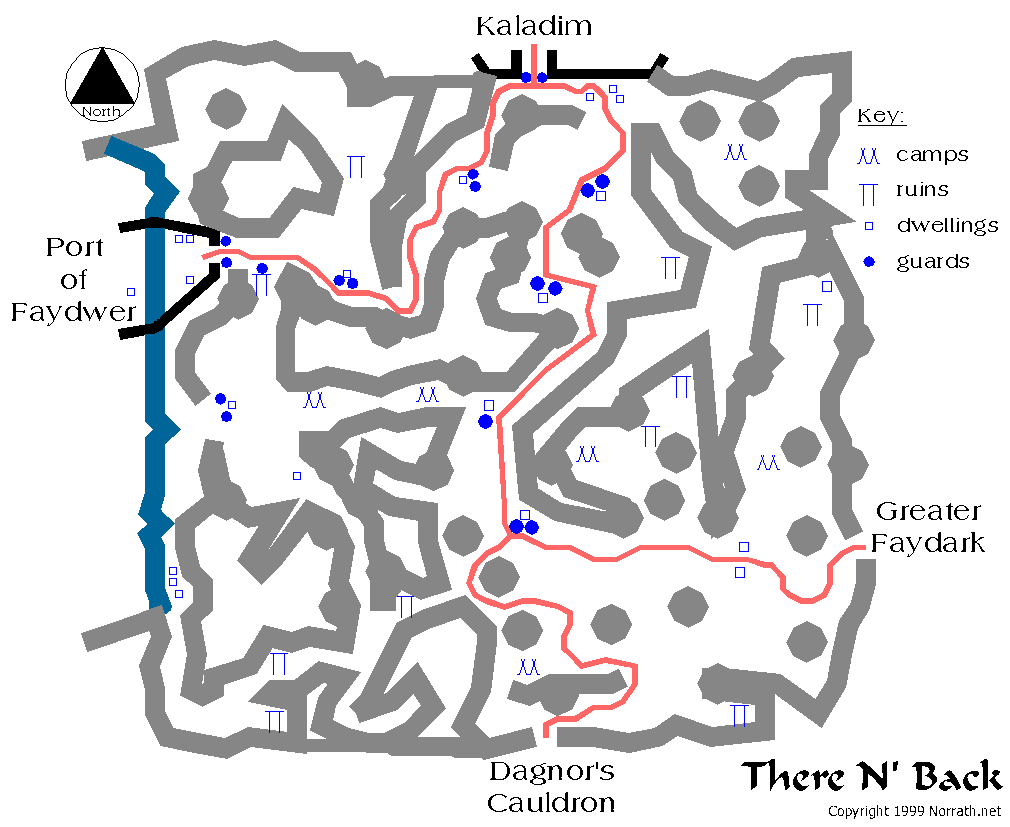 Kaladim
North
Key:
camps
ruins
dwellings
guards
Port
of
Faydwer
Greater
Faydark
Dagnor's
Cauldron
There N' Back
Copyright 1999 Norrath.net